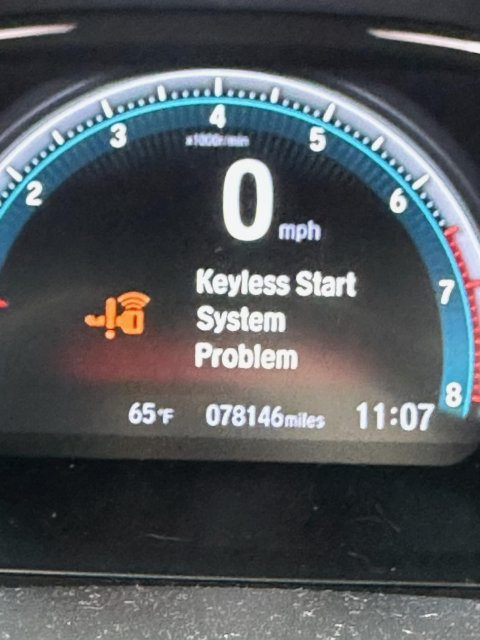 4
3
5
x1000r/min
2
6
0 mph
Keyless Start
7
System
Problem
8
65°F 078146miles 11:07